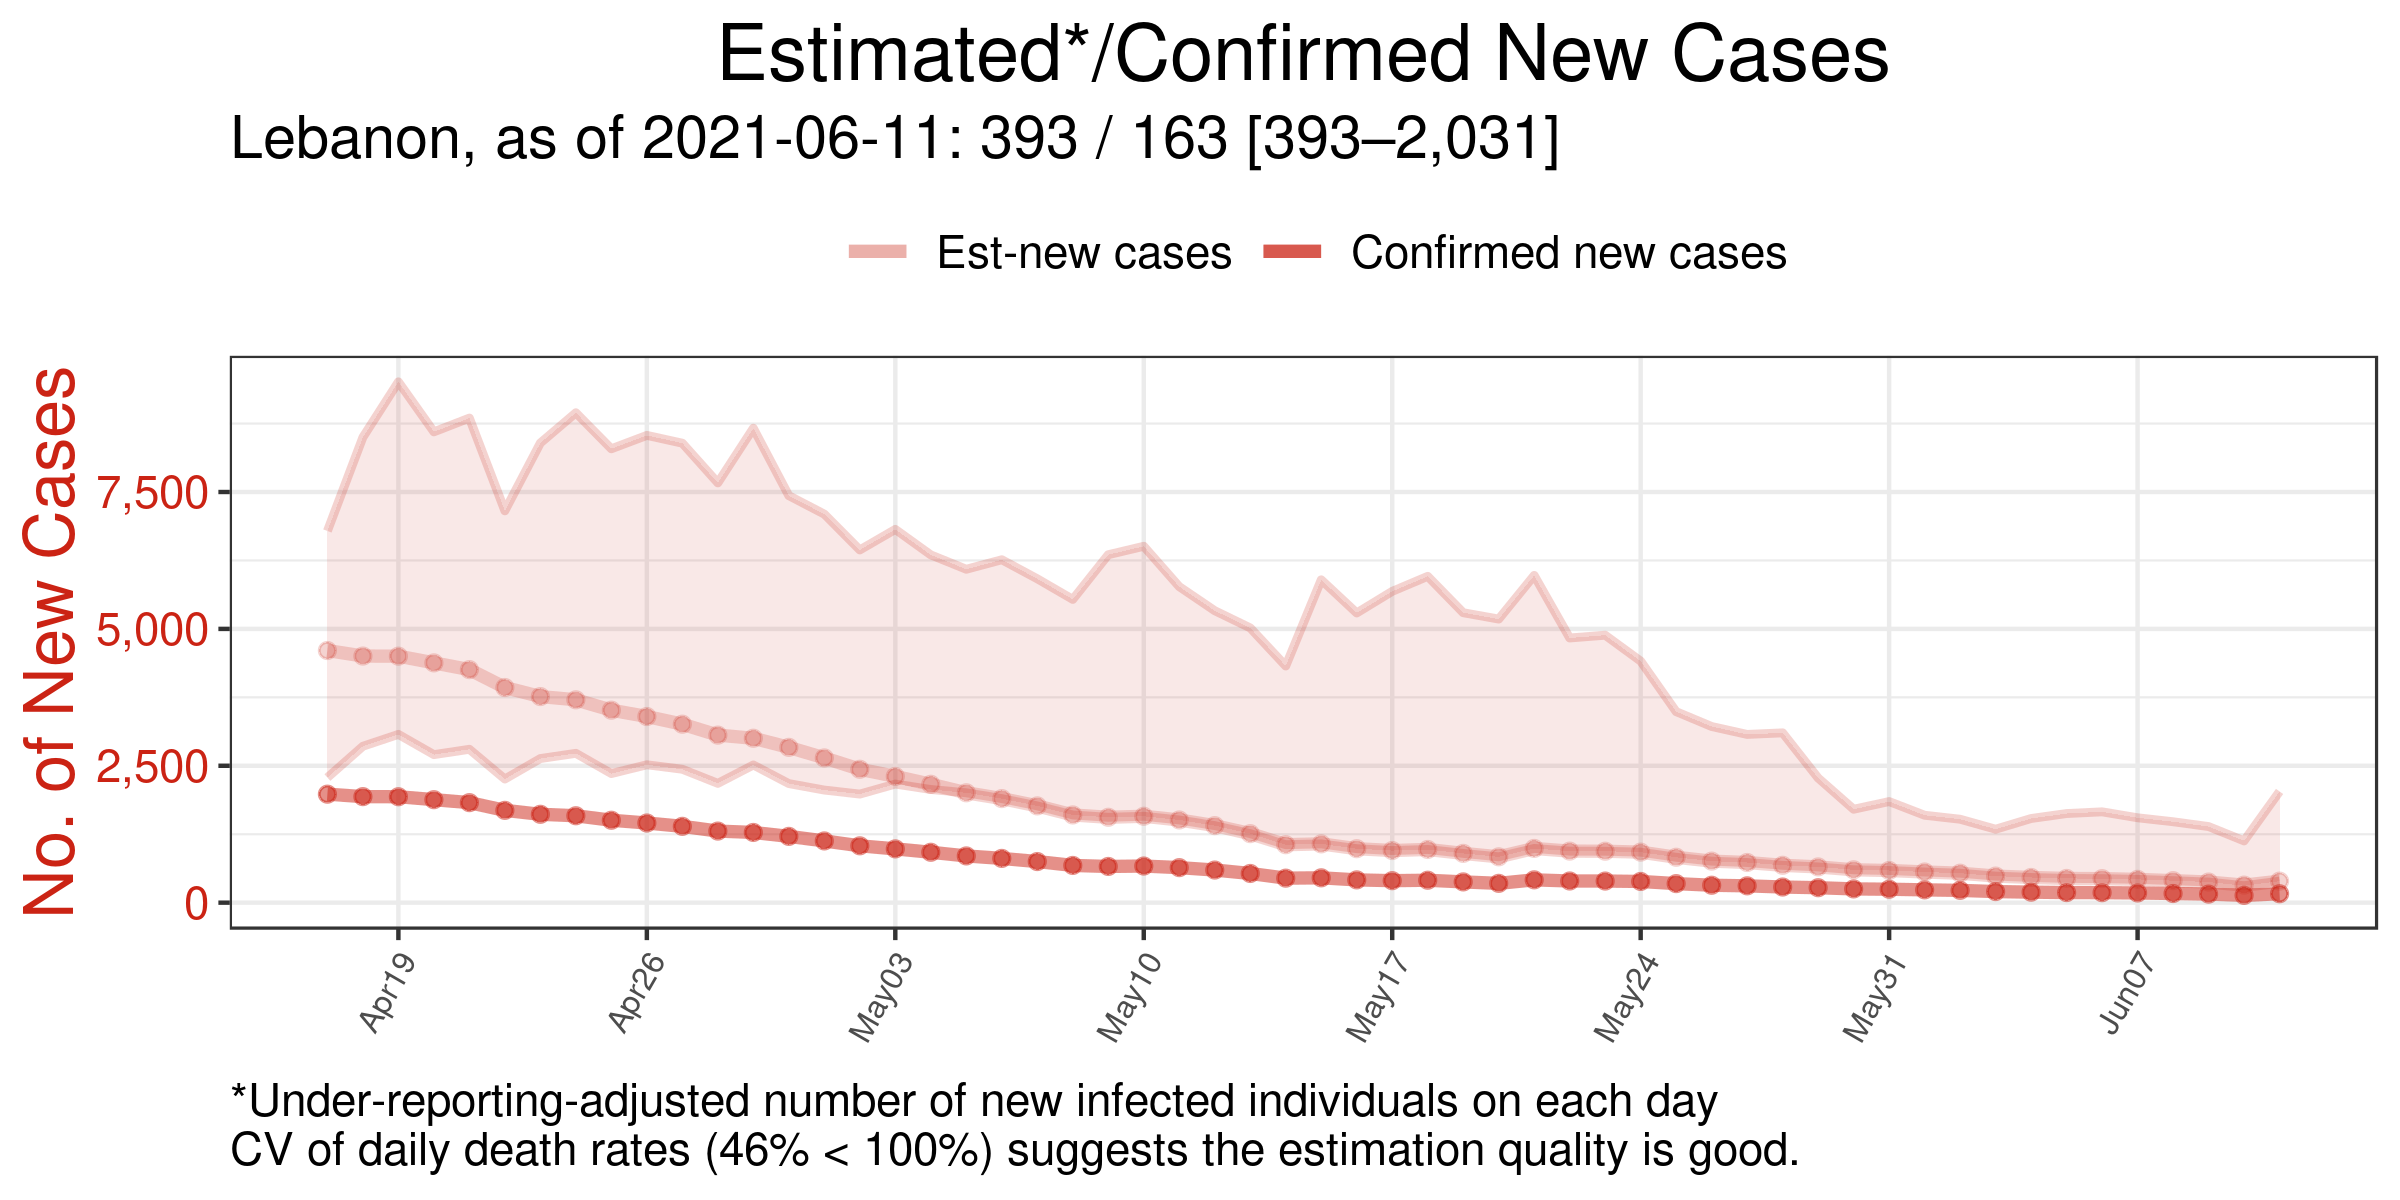 Estimated*/Confirmed New Cases
Lebanon, as of 2021-06-11: 393 / 163 [393–2,031]
Est-new cases Confirmed new cases
No. of New Cases
7,500
5,000
2,500
0
Apr19 Apr26 May03 May10 May17 May24 May31 Jun07
*Under-reporting-adjusted number of new infected individuals on each day
CV of daily death rates (46% < 100%) suggests the estimation quality is good.